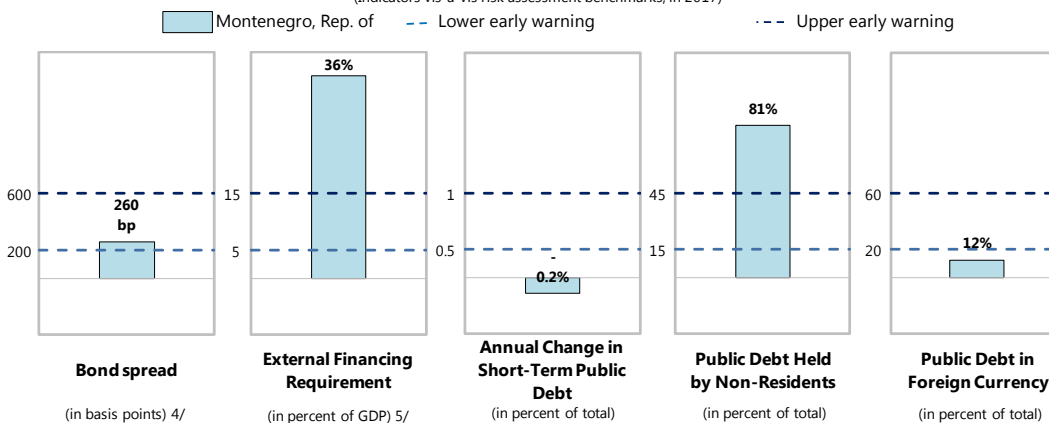 (Indicators vis-à-vis risk assessment benchmarks, in 2017)
Montenegro, Rep. of
Lower early warning
Upper early warning
600
200
260
bp
Bond spread
(in basis points) 4/
15
5
36%
External Financing
Requirement
(in percent of GDP) 5/
1
0.5
-
0.2%
Annual Change in
Short-Term Public
Debt
(in percent of total)
45
15
81%
Public Debt Held
by Non-Residents
(in percent of total)
60
20
12%
Public Debt in
Foreign Currency
(in percent of total)